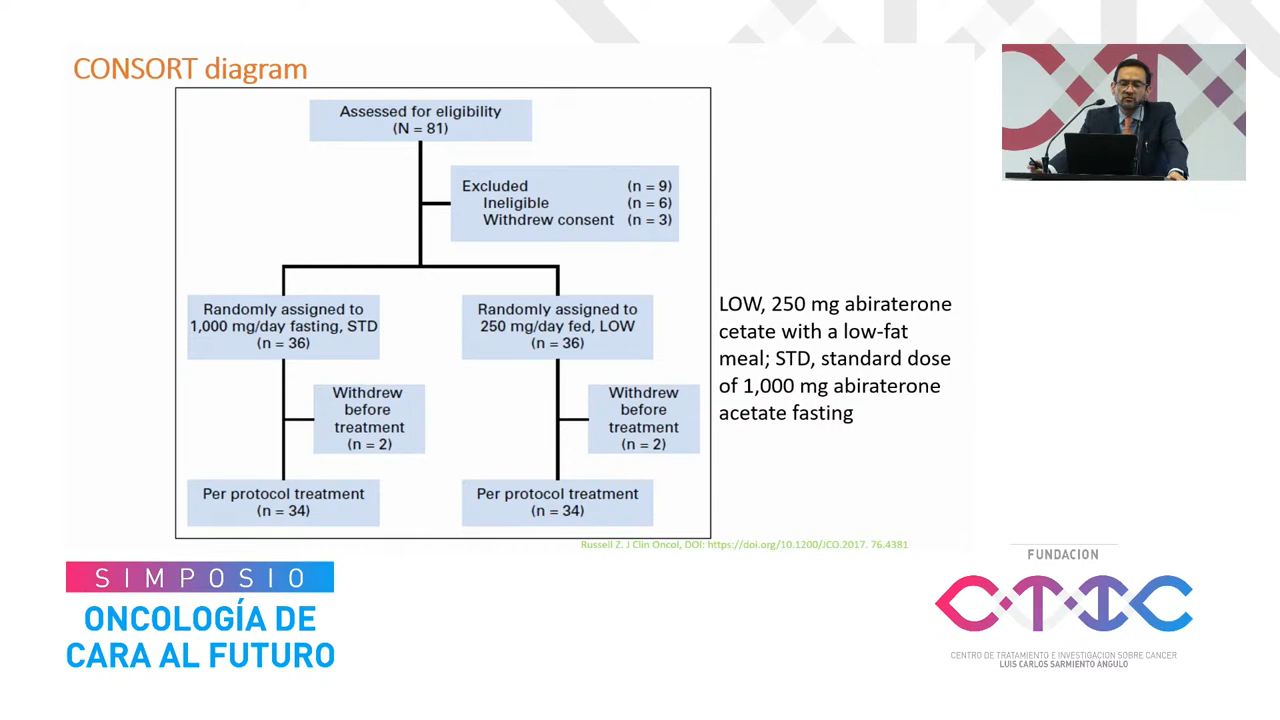 CONSORT diagram
Assessed for eligibility
(N = 81)
Excluded (n = 9)
Ineligible (n = 6)
Withdrew consent (n = 3)
Randomly assigned to
1,000 mg/day fasting, STD
(n = 36)
Randomly assigned to
250 mg/day fed, LOW
(n = 36)
Withdrew
before
treatment
(n = 2)
Withdrew
before
treatment
(n = 2)
Per protocol treatment
(n = 34)
Per protocol treatment
(n = 34)
LOW, 250 mg abiraterone
cetate with a low-fat
meal; STD, standard dose
of 1,000 mg abiraterone
acetate fasting
Russell Z. J Clin Oncol, DOI: https://doi.org/10.1200/JCO.2017. 76.4381
SIMPOSIO
ONCOLOGÍA DE
CARA AL FUTURO
FUNDACION
CTIC
CENTRO DE TRATAMIENTO E INVESTIGACION SOBRE CANCER
LUIS CARLOS SARMIENTO ANGULO